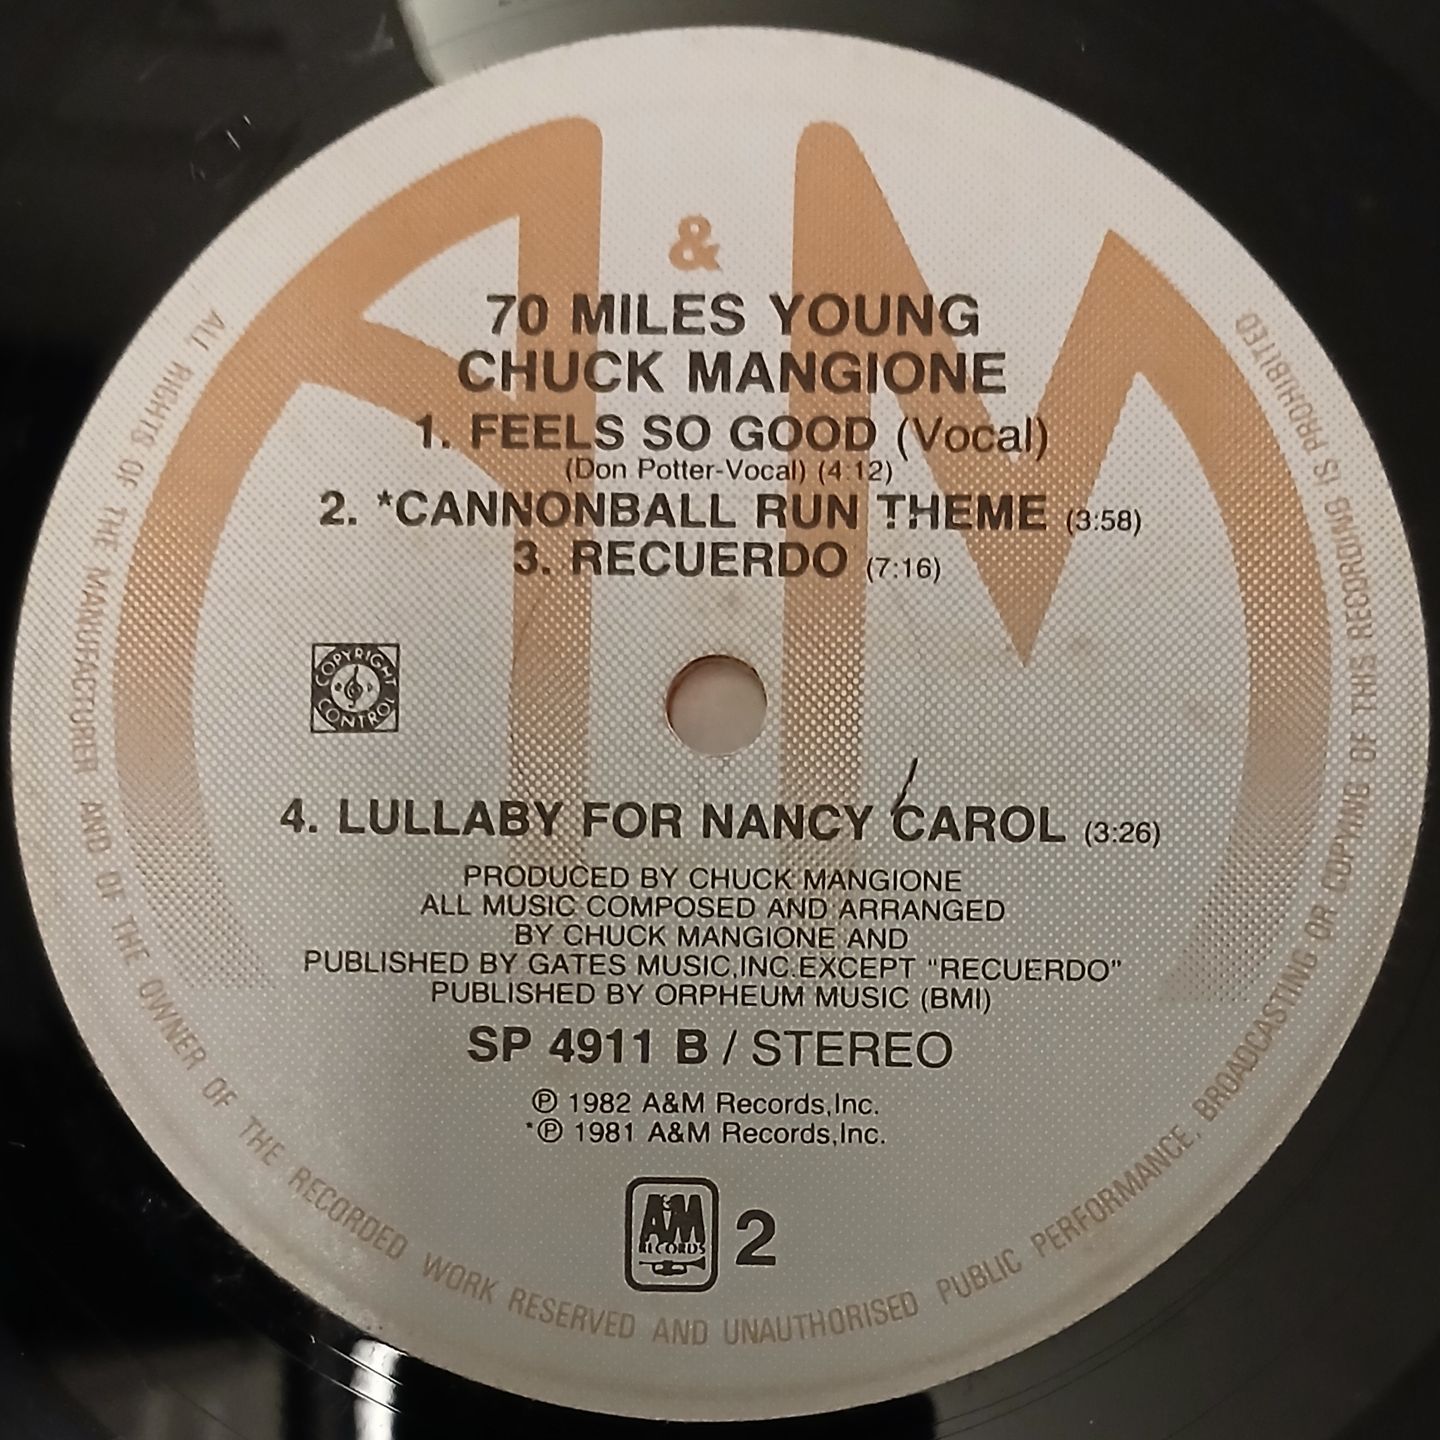 A & M
70 MILES YOUNG
CHUCK MANGIONE
1. FEELS SO GOOD (Vocal)
(Don Potter-Vocal) (4:12)
2. *CANNONBALL RUN THEME (3:58)
3. RECUERDO (7:16)
COPYRIGHT
CONTROL
4. LULLABY FOR NANCY CAROL (3:26)
PRODUCED BY CHUCK MANGIONE
ALL MUSIC COMPOSED AND ARRANGED
BY CHUCK MANGIONE AND
PUBLISHED BY GATES MUSIC,INC.EXCEPT "RECUERDO"
PUBLISHED BY ORPHEUM MUSIC (BMI)
SP 4911 B / STEREO
℗ 1982 A&M Records,Inc.
*℗ 1981 A&M Records,Inc.
A&M
RECORDS
2
ALL RIGHTS OF THE MANUFACTURER AND OF THE OWNER OF THE RECORDED WORK RESERVED AND UNAUTHORISED PUBLIC PERFORMANCE, BROADCASTING OR COPYING OF THIS RECORDING IS PROHIBITED